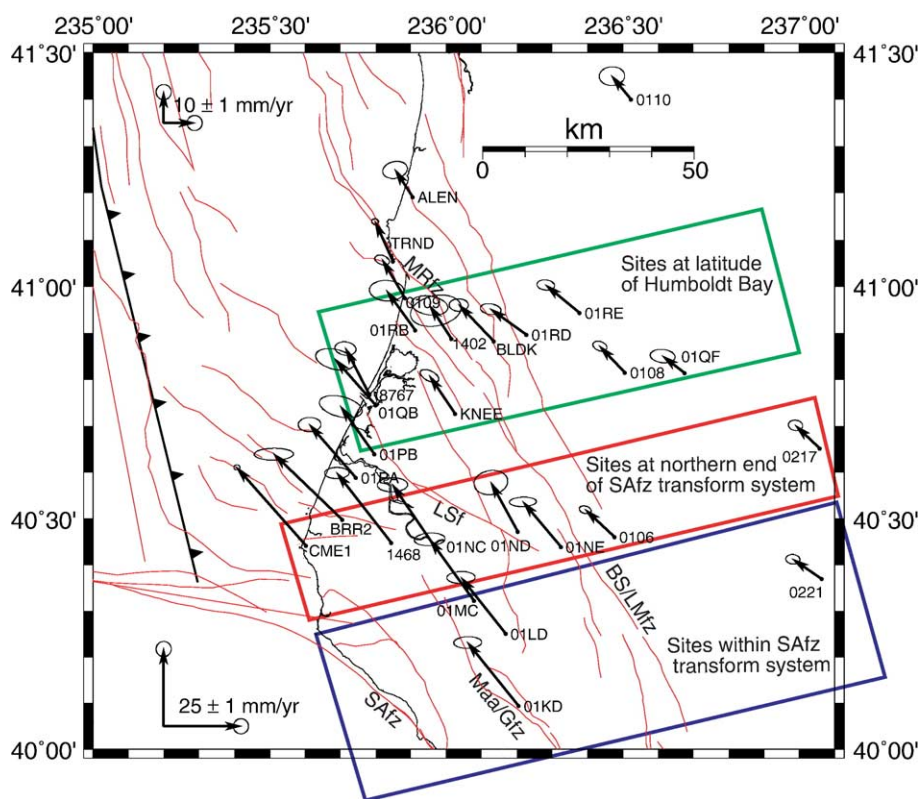 235°00'
235°30'
236°00'
236°30'
237°00'
41°30'
41°30'
0110
10 ± 1 mm/yr
km
0
50
ALEN
TRND
MRfz
Sites at latitude
of Humboldt Bay
41°00'
41°00'
0109
01RE
01RB
1402
01RD
BLDK
0108
01QF
8767
01QB
KNEE
01PB
0217
Sites at northern end
of SAfz transform system
01PA
LSf
BRR2
40°30'
40°30'
CME1
1468
01NC
01ND
01NE
0106
BS/LMfz
0221
01MC
01LD
Sites within SAfz
transform system
25 ± 1 mm/yr
SAfz
Maa/Gfz
01KD
40°00'
40°00'